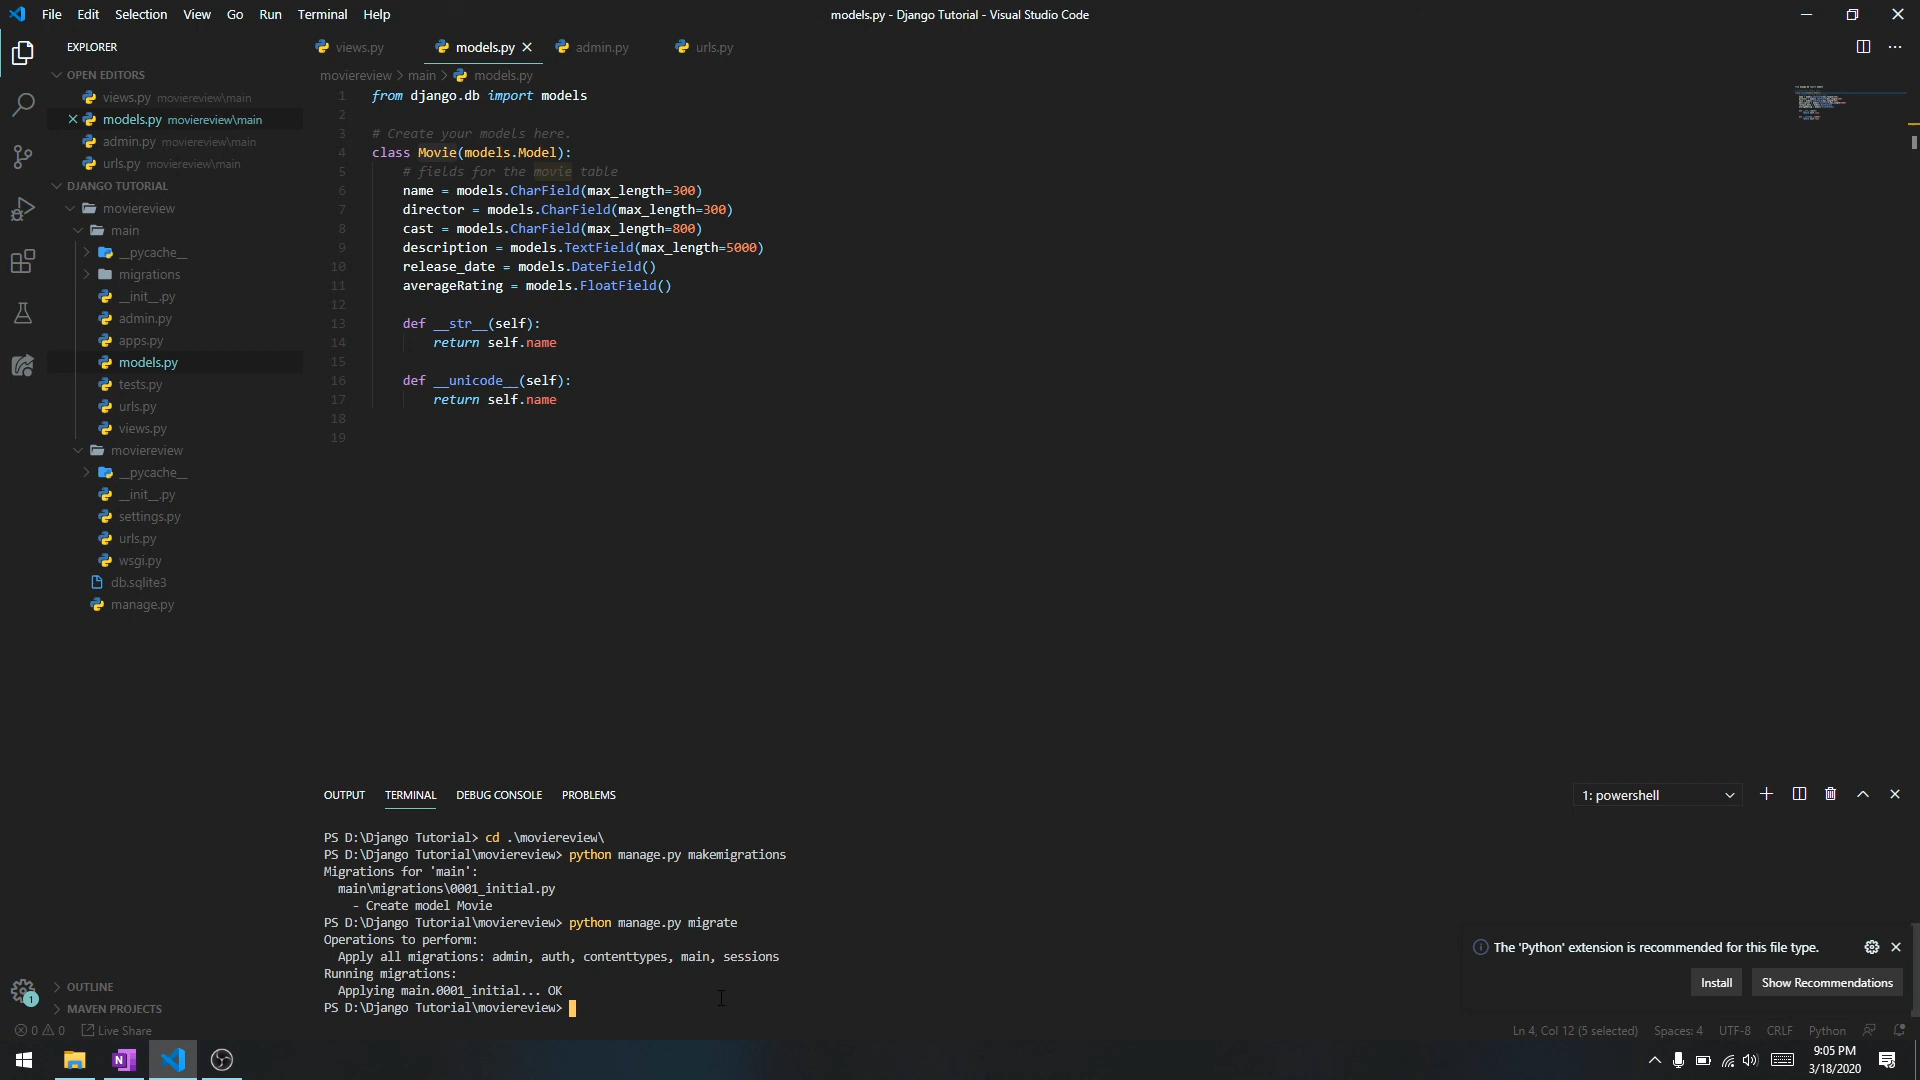 File Edit Selection View Go Run Terminal Help
models.py - Django Tutorial - Visual Studio Code
EXPLORER
OPEN EDITORS
views.py moviereview\main
models.py moviereview\main
admin.py moviereview\main
urls.py moviereview\main
DJANGO TUTORIAL
moviereview
main
__pycache__
migrations
__init__.py
admin.py
apps.py
models.py
tests.py
urls.py
views.py
moviereview
__pycache__
__init__.py
settings.py
urls.py
wsgi.py
db.sqlite3
manage.py
OUTLINE
MAVEN PROJECTS
views.py models.py admin.py urls.py
moviereview > main > models.py
1 from django.db import models
2
3 # Create your models here.
4 class Movie(models.Model):
5 # fields for the movie table
6 name = models.CharField(max_length=300)
7 director = models.CharField(max_length=300)
8 cast = models.CharField(max_length=800)
9 description = models.TextField(max_length=5000)
10 release_date = models.DateField()
11 averageRating = models.FloatField()
12
13 def __str__(self):
14 return self.name
15
16 def __unicode__(self):
17 return self.name
18
19
OUTPUT TERMINAL DEBUG CONSOLE PROBLEMS
1: powershell
PS D:\Django Tutorial> cd .\moviereview\
PS D:\Django Tutorial\moviereview> python manage.py makemigrations
Migrations for 'main':
main\migrations\0001_initial.py
- Create model Movie
PS D:\Django Tutorial\moviereview> python manage.py migrate
Operations to perform:
Apply all migrations: admin, auth, contenttypes, main, sessions
Running migrations:
Applying main.0001_initial... OK
PS D:\Django Tutorial\moviereview>
The 'Python' extension is recommended for this file type.
Install Show Recommendations
1
0 0 Live Share
Ln 4, Col 12 (5 selected) Spaces: 4 UTF-8 CRLF Python
N
9:05 PM
3/18/2020